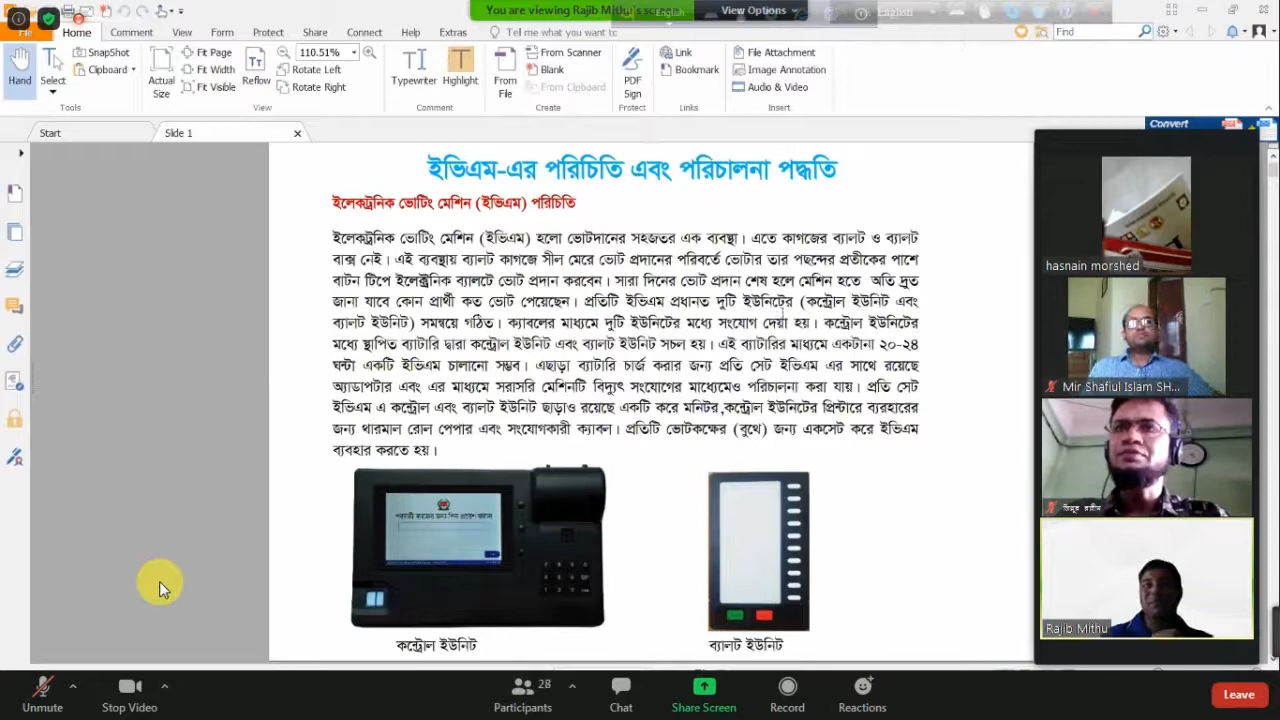 You are viewing Rajib Mithu's screen
View Options
English
English
File
Home
Comment
View
Form
Protect
Share
Connect
Help
Extras
Tell me what you want to
Find
Hand
Select
SnapShot
Clipboard
Tools
Actual Size
Fit Page
Fit Width
Fit Visible
Reflow
110.51%
Rotate Left
Rotate Right
View
Typewriter
Highlight
Comment
From File
From Scanner
Blank
From Clipboard
Create
PDF Sign
Protect
Link
Bookmark
Links
File Attachment
Image Annotation
Audio & Video
Insert
Start
Slide 1
Convert
ইভিএম-এর পরিচিতি এবং পরিচালনা পদ্ধতি
ইলেকট্রনিক ভোটিং মেশিন (ইভিএম) পরিচিতি
ইলেকট্রনিক ভোটিং মেশিন (ইভিএম) হলো ভোটদানের সহজতর এক ব্যবস্থা। এতে কাগজের ব্যালট ও ব্যালট
বাক্স নেই। এই ব্যবস্থায় ব্যালট কাগজে সীল মেরে ভোট প্রদানের পরিবর্তে ভোটার তার পছন্দের প্রতীকের পাশে
বাটন টিপে ইলেক্ট্রনিক ব্যালটে ভোট প্রদান করবেন। সারা দিনের ভোট প্রদান শেষ হলে মেশিন হতে অতি দ্রুত
জানা যাবে কোন প্রার্থী কত ভোট পেয়েছেন। প্রতিটি ইভিএম প্রধানত দুটি ইউনিটের (কন্ট্রোল ইউনিট এবং
ব্যালট ইউনিট) সমন্বয়ে গঠিত। ক্যাবলের মাধ্যমে দুটি ইউনিটের মধ্যে সংযোগ দেয়া হয়। কন্ট্রোল ইউনিটের
মধ্যে স্থাপিত ব্যাটারি দ্বারা কন্ট্রোল ইউনিট এবং ব্যালট ইউনিট সচল হয়। এই ব্যাটারির মাধ্যমে একটানা ২০-২৪
ঘন্টা একটি ইভিএম চালানো সম্ভব। এছাড়া ব্যাটারি চার্জ করার জন্য প্রতি সেট ইভিএম এর সাথে রয়েছে
অ্যাডপটার এবং এর মাধ্যমে সরাসরি মেশিনটি বিদ্যুৎ সংযোগের মাধ্যেমেও পরিচালনা করা যায়। প্রতি সেট
ইভিএম এ কন্ট্রোল এবং ব্যালট ইউনিট ছাড়াও রয়েছে একটি করে মনিটর,কন্ট্রোল ইউনিটের প্রিন্টারে ব্যবহারের
জন্য থারমাল রোল পেপার এবং সংযোগকারী ক্যাবল। প্রতিটি ভোটকক্ষের (বুথে) জন্য একসেট করে ইভিএম
ব্যবহার করতে হয়।
কন্ট্রোল ইউনিট
ব্যালট ইউনিট
hasnain morshed
Mir Shafiul Islam SH...
Rajib Mithu
Unmute
Stop Video
28
Participants
Chat
Share Screen
Record
Reactions
Leave